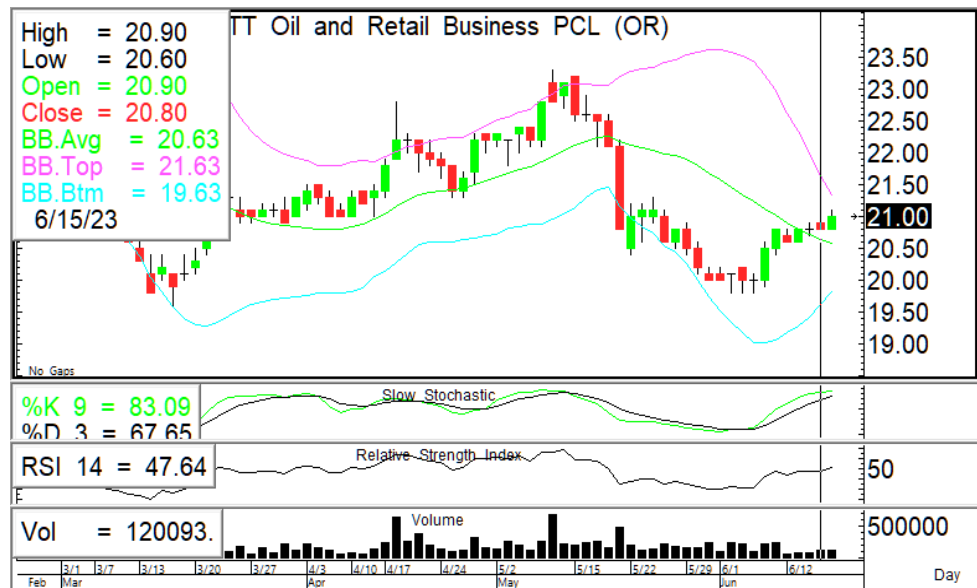 TT Oil and Retail Business PCL (OR)
High = 20.90
Low = 20.60
Open = 20.90
Close = 20.80
BB.Avg = 20.63
BB.Top = 21.63
BB.Btm = 19.63
6/15/23
23.50
23.00
22.50
22.00
21.50
21.00
20.50
20.00
19.50
19.00
No Gaps
Slow Stochastic
%K 9 = 83.09
%D 3 = 67.65
Relative Strength Index
RSI 14 = 47.64
50
Volume
Vol = 120093.
500000
3/1 3/7 3/13 3/20 3/27 4/3 4/10 4/17 4/24 5/2 5/15 5/22 5/29 6/1 6/12
Feb Mar Apr May Jun Day